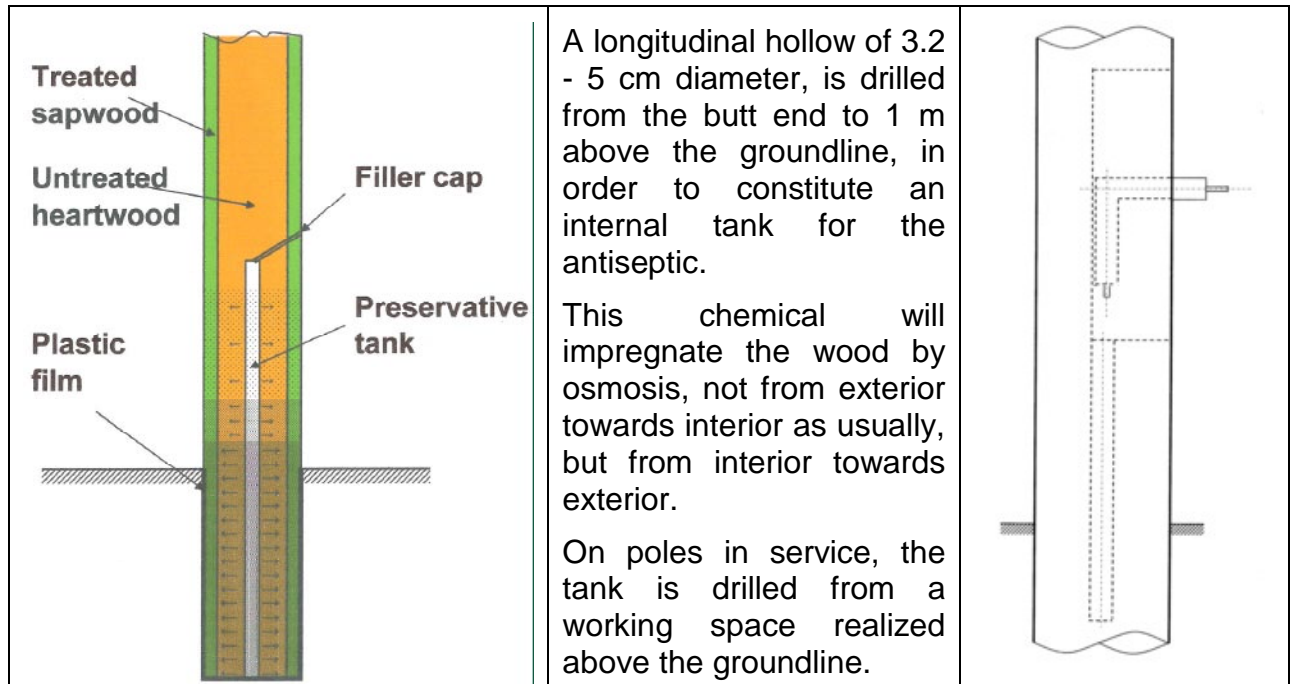 Treated
sapwood
Untreated
heartwood
Filler cap
Preservative
tank
Plastic
film
A longitudinal hollow of 3.2
- 5 cm diameter, is drilled
from the butt end to 1 m
above the groundline, in
order to constitute an
internal tank for the
antiseptic.
This chemical will
impregnate the wood by
osmosis, not from exterior
towards interior as usually,
but from interior towards
exterior.
On poles in service, the
tank is drilled from a
working space realized
above the groundline.